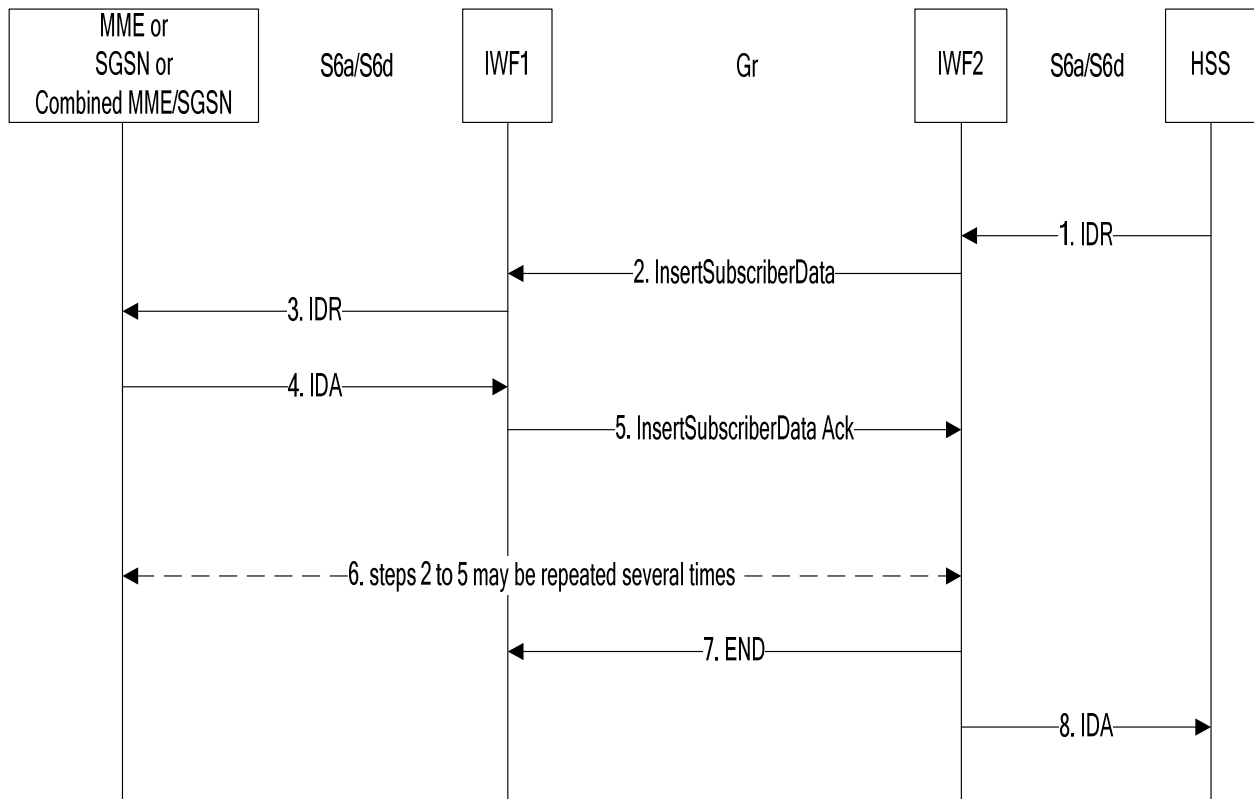 MME or
SGSN or
Combined MME/SGSN
S6a/S6d
IWF1
Gr
IWF2
S6a/S6d
HSS
1. IDR
2. InsertSubscriberData
3. IDR
4. IDA
5. InsertSubscriberData Ack
6. steps 2 to 5 may be repeated several times
7. END
8. IDA